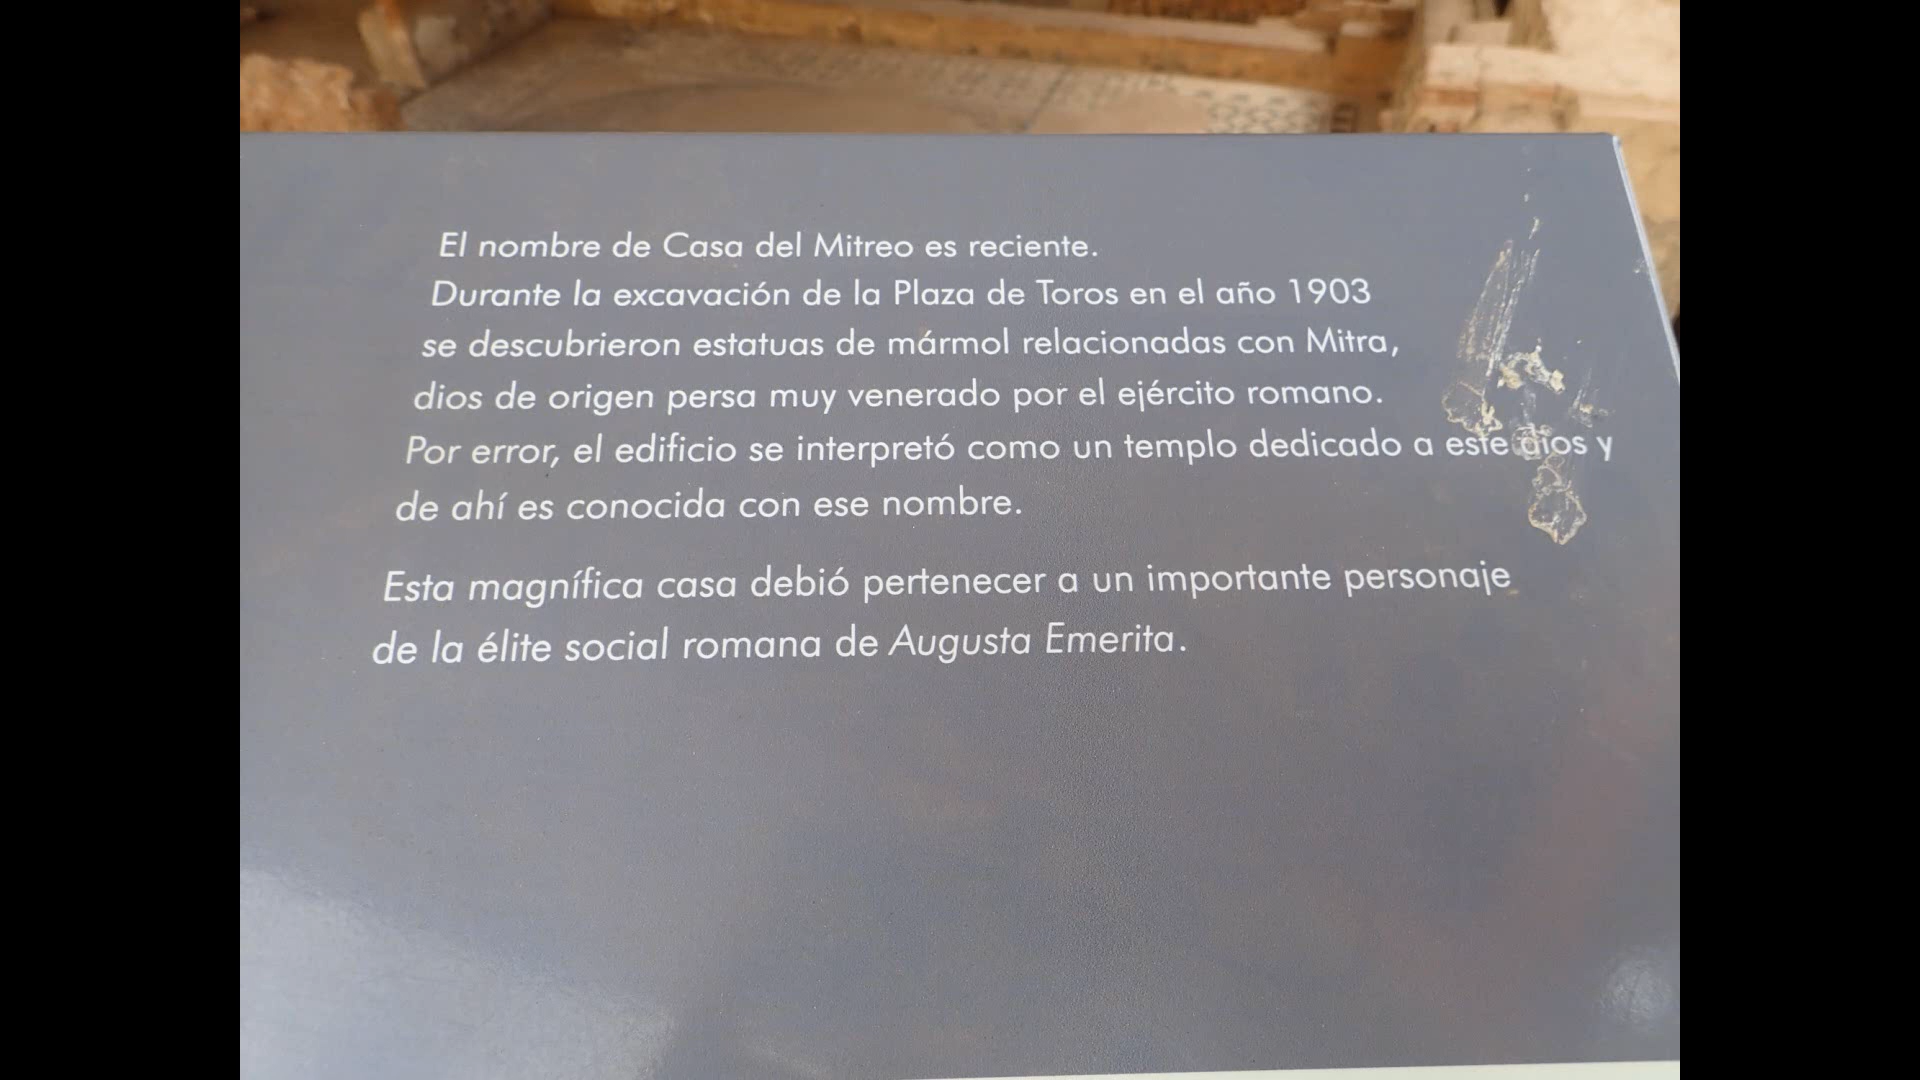 El nombre de Casa del Mitreo es reciente.
Durante la excavación de la Plaza de Toros en el año 1903
se descubrieron estatuas de mármol relacionadas con Mitra,
dios de origen persa muy venerado por el ejército romano.
Por error, el edificio se interpretó como un templo dedicado a este dios y
de ahí es conocida con ese nombre.
Esta magnífica casa debió pertenecer a un importante personaje
de la élite social romana de Augusta Emerita.